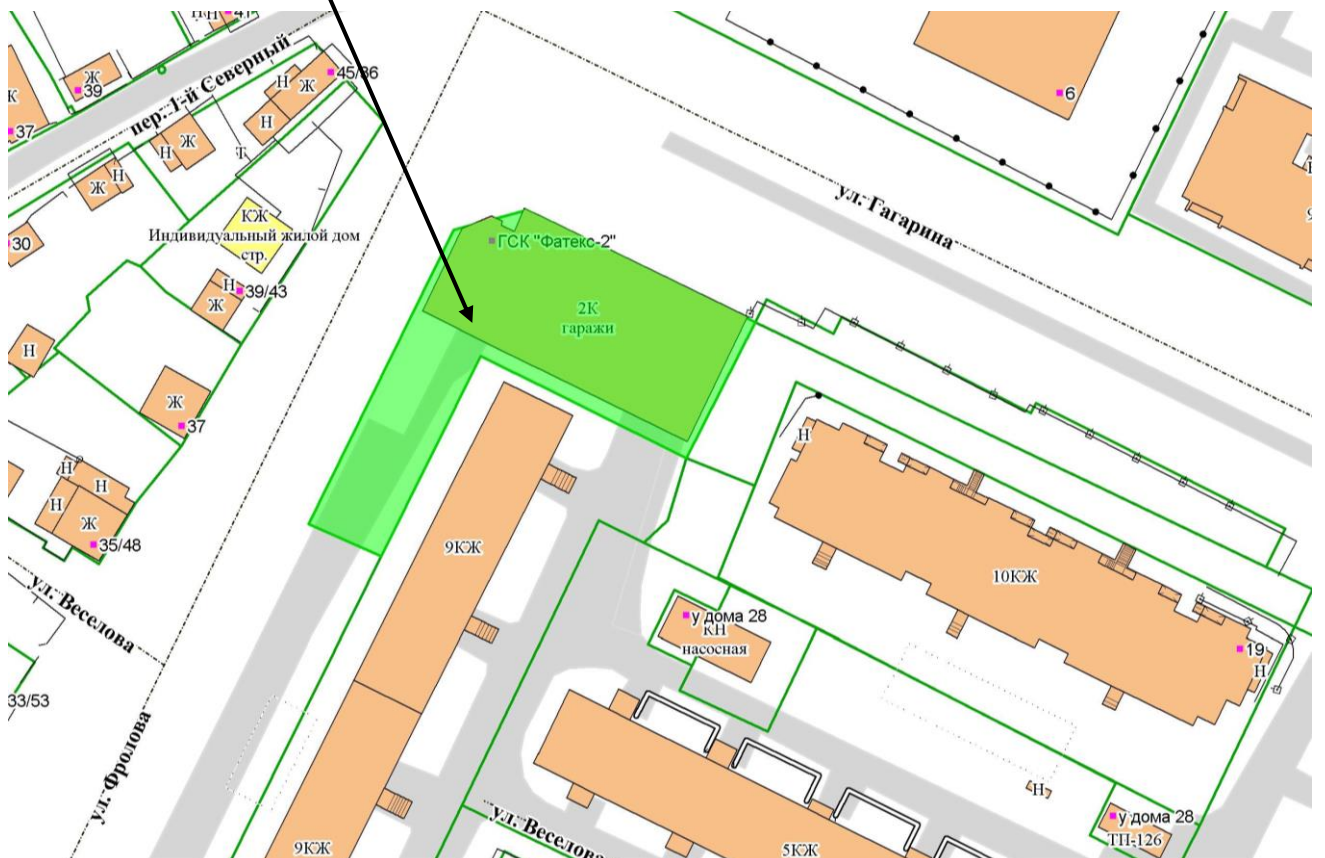 Н
Н
41
Ж
39
К
37
пер. 1-й Северный
45/36
Н
Ж
Н
6
Н
Ж
Т
Ж
Н
ул. Гагарина
КЖ
Индивидуальный жилой дом
стр.
30
ГСК "Фатекс-2"
Н
39/43
Ж
2К
гаражи
Н
Ж
37
Н
Н
Н
Н
Ж
35/48
9КЖ
10КЖ
ул. Веселова
у дома 28
КН
насосная
19
Н
33/53
ул. Фролова
Н
у дома 28
ТП-126
ул. Веселова
9КЖ
5КЖ